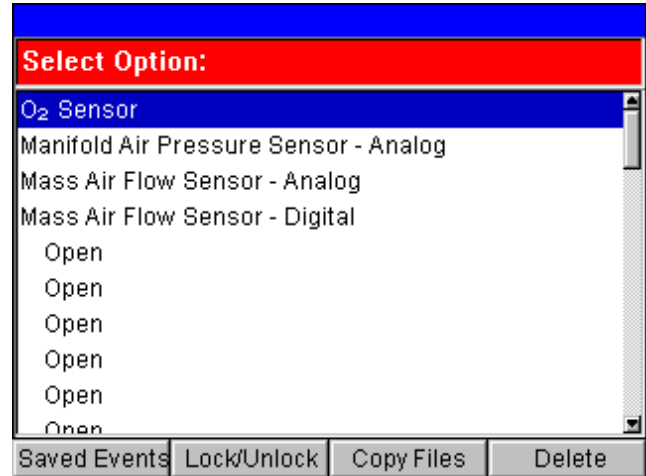 Select Option:
O₂ Sensor
Manifold Air Pressure Sensor - Analog
Mass Air Flow Sensor - Analog
Mass Air Flow Sensor - Digital
Open
Open
Open
Open
Open
Open
Saved Events Lock/Unlock Copy Files Delete